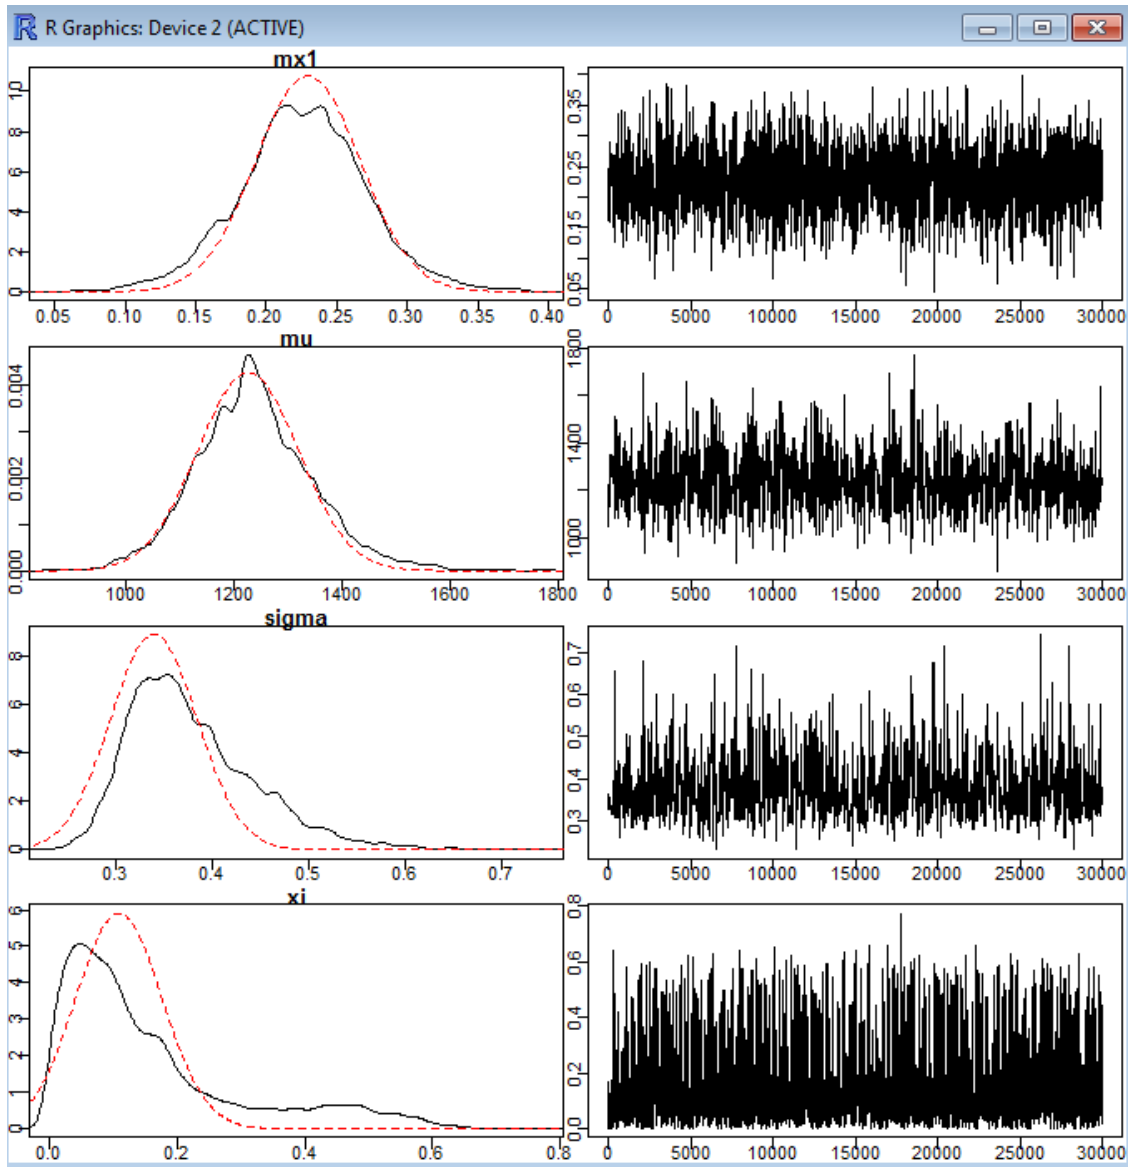 R Graphics: Device 2 (ACTIVE)
mx1
0 2 4 6 8 10
0.05 0.10 0.15 0.20 0.25 0.30 0.35 0.40
0.05 0.15 0.25 0.35
0 5000 10000 15000 20000 25000 30000
mu
0.000 0.002 0.004
1000 1200 1400 1600 1800
1000 1400 1800
0 5000 10000 15000 20000 25000 30000
sigma
0 2 4 6 8
0.3 0.4 0.5 0.6 0.7
0.3 0.4 0.5 0.6 0.7
0 5000 10000 15000 20000 25000 30000
xi
0 1 2 3 4 5 6
0.0 0.2 0.4 0.6 0.8
0.0 0.2 0.4 0.6 0.8
0 5000 10000 15000 20000 25000 30000